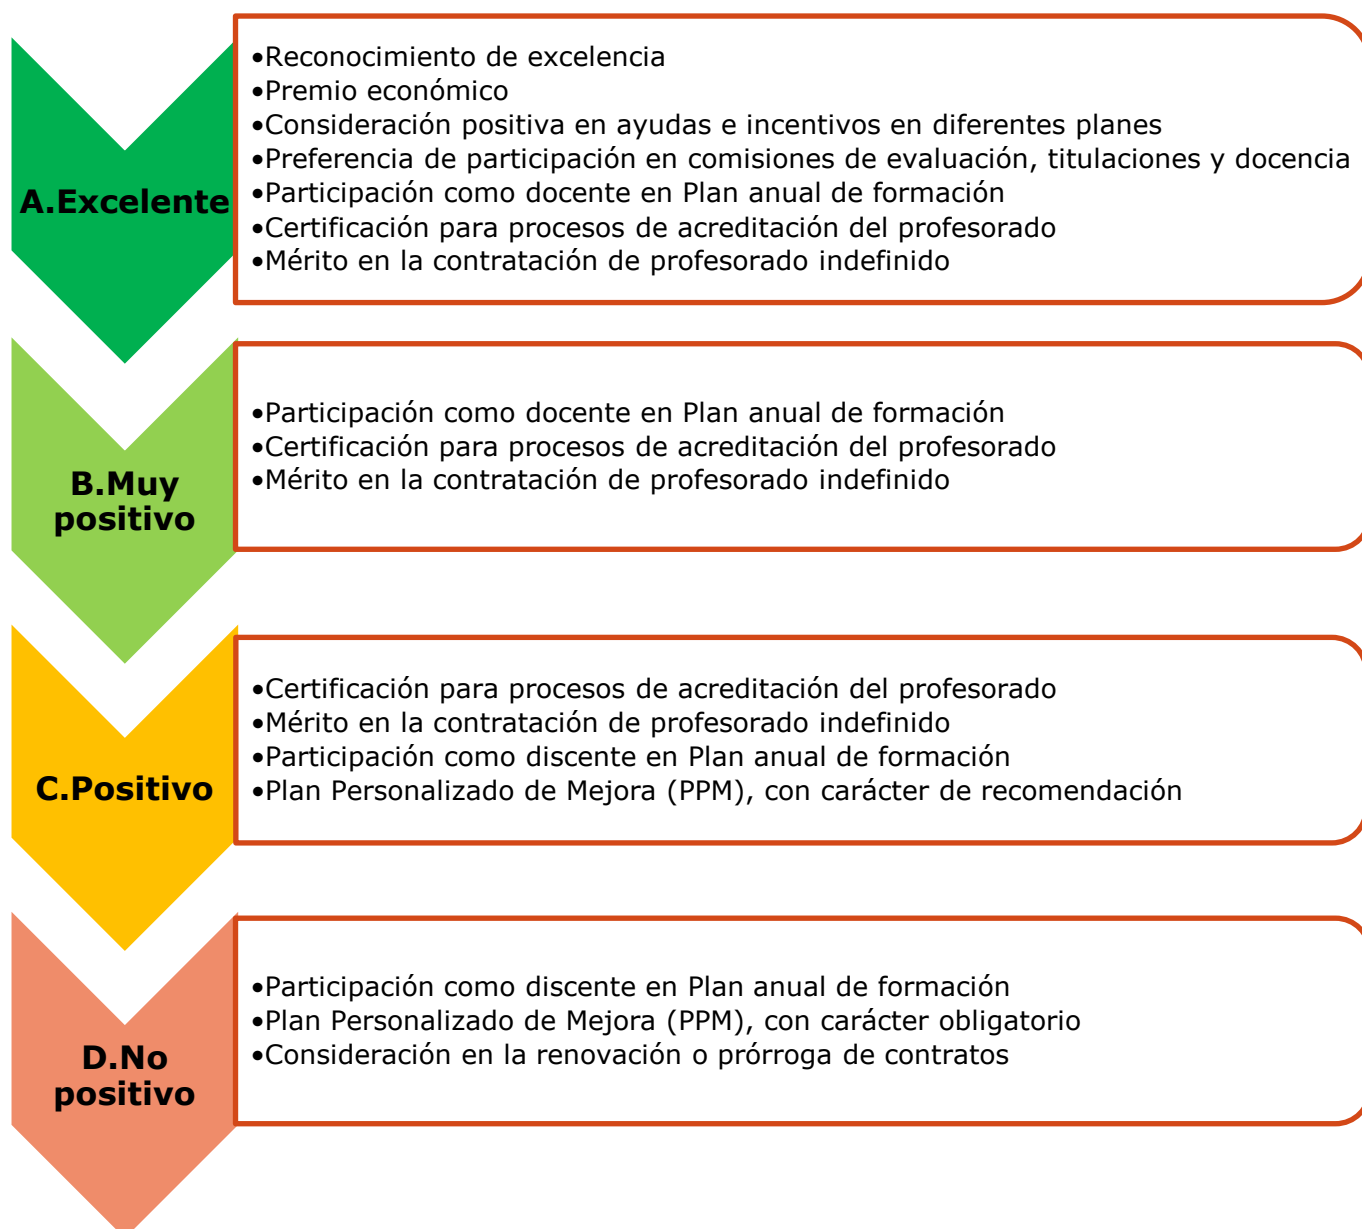 A.Excelente
•Reconocimiento de excelencia
•Premio económico
•Consideración positiva en ayudas e incentivos en diferentes planes
•Preferencia de participación en comisiones de evaluación, titulaciones y docencia
•Participación como docente en Plan anual de formación
•Certificación para procesos de acreditación del profesorado
•Mérito en la contratación de profesorado indefinido
B.Muy
positivo
•Participación como docente en Plan anual de formación
•Certificación para procesos de acreditación del profesorado
•Mérito en la contratación de profesorado indefinido
C.Positivo
•Certificación para procesos de acreditación del profesorado
•Mérito en la contratación de profesorado indefinido
•Participación como discente en Plan anual de formación
•Plan Personalizado de Mejora (PPM), con carácter de recomendación
D.No
positivo
•Participación como discente en Plan anual de formación
•Plan Personalizado de Mejora (PPM), con carácter obligatorio
•Consideración en la renovación o prórroga de contratos